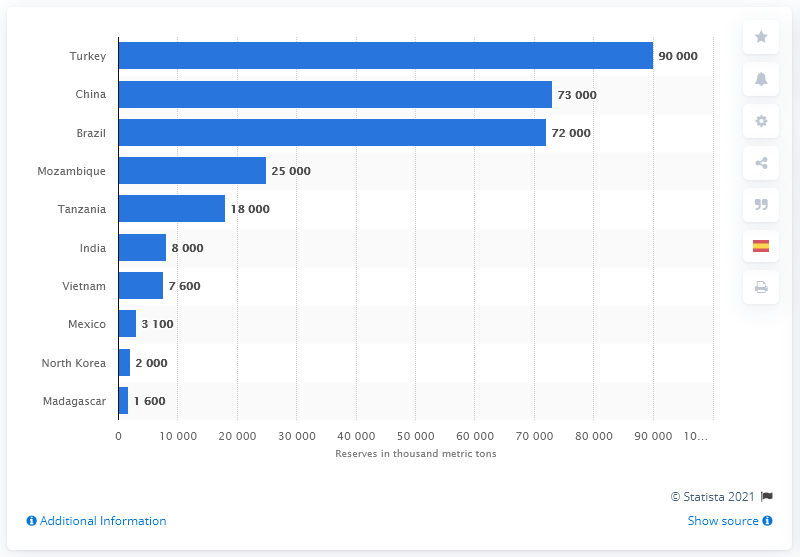 Turkey 90 000
China 73 000
Brazil 72 000
Mozambique 25 000
Tanzania 18 000
India 8 000
Vietnam 7 600
Mexico 3 100
North Korea 2 000
Madagascar 1 600
0 10 000 20 000 30 000 40 000 50 000 60 000 70 000 80 000 90 000 10...
Reserves in thousand metric tons
© Statista 2021
Additional Information Show source